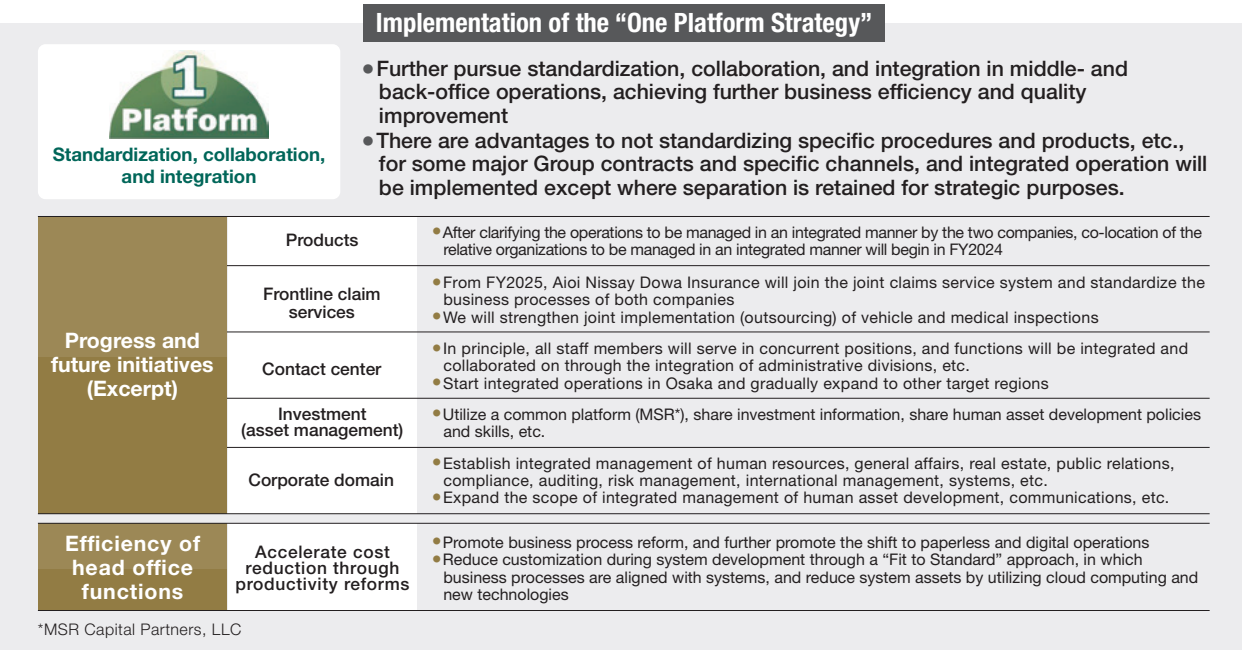 Implementation of the “One Platform Strategy”
1
Platform
Standardization, collaboration,
and integration
●Further pursue standardization, collaboration, and integration in middle- and
back-office operations, achieving further business efficiency and quality
improvement
●There are advantages to not standardizing specific procedures and products, etc.,
for some major Group contracts and specific channels, and integrated operation will
be implemented except where separation is retained for strategic purposes.
Progress and
future initiatives
(Excerpt)
Products
●After clarifying the operations to be managed in an integrated manner by the two companies, co-location of the
relative organizations to be managed in an integrated manner will begin in FY2024
Frontline claim
services
●From FY2025, Aioi Nissay Dowa Insurance will join the joint claims service system and standardize the
business processes of both companies
●We will strengthen joint implementation (outsourcing) of vehicle and medical inspections
Contact center
●In principle, all staff members will serve in concurrent positions, and functions will be integrated and
collaborated on through the integration of administrative divisions, etc.
●Start integrated operations in Osaka and gradually expand to other target regions
Investment
(asset management)
●Utilize a common platform (MSR*), share investment information, share human asset development policies
and skills, etc.
Corporate domain
●Establish integrated management of human resources, general affairs, real estate, public relations,
compliance, auditing, risk management, international management, systems, etc.
●Expand the scope of integrated management of human asset development, communications, etc.
Efficiency of
head office
functions
Accelerate cost
reduction through
productivity reforms
●Promote business process reform, and further promote the shift to paperless and digital operations
●Reduce customization during system development through a “Fit to Standard” approach, in which
business processes are aligned with systems, and reduce system assets by utilizing cloud computing and
new technologies
*MSR Capital Partners, LLC